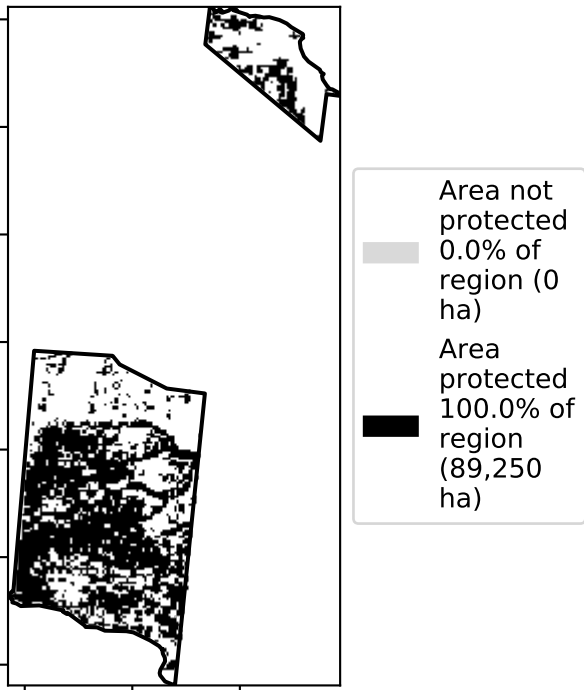 Area not
protected
0.0% of
region (0
ha)
Area
protected
100.0% of
region
(89,250
ha)